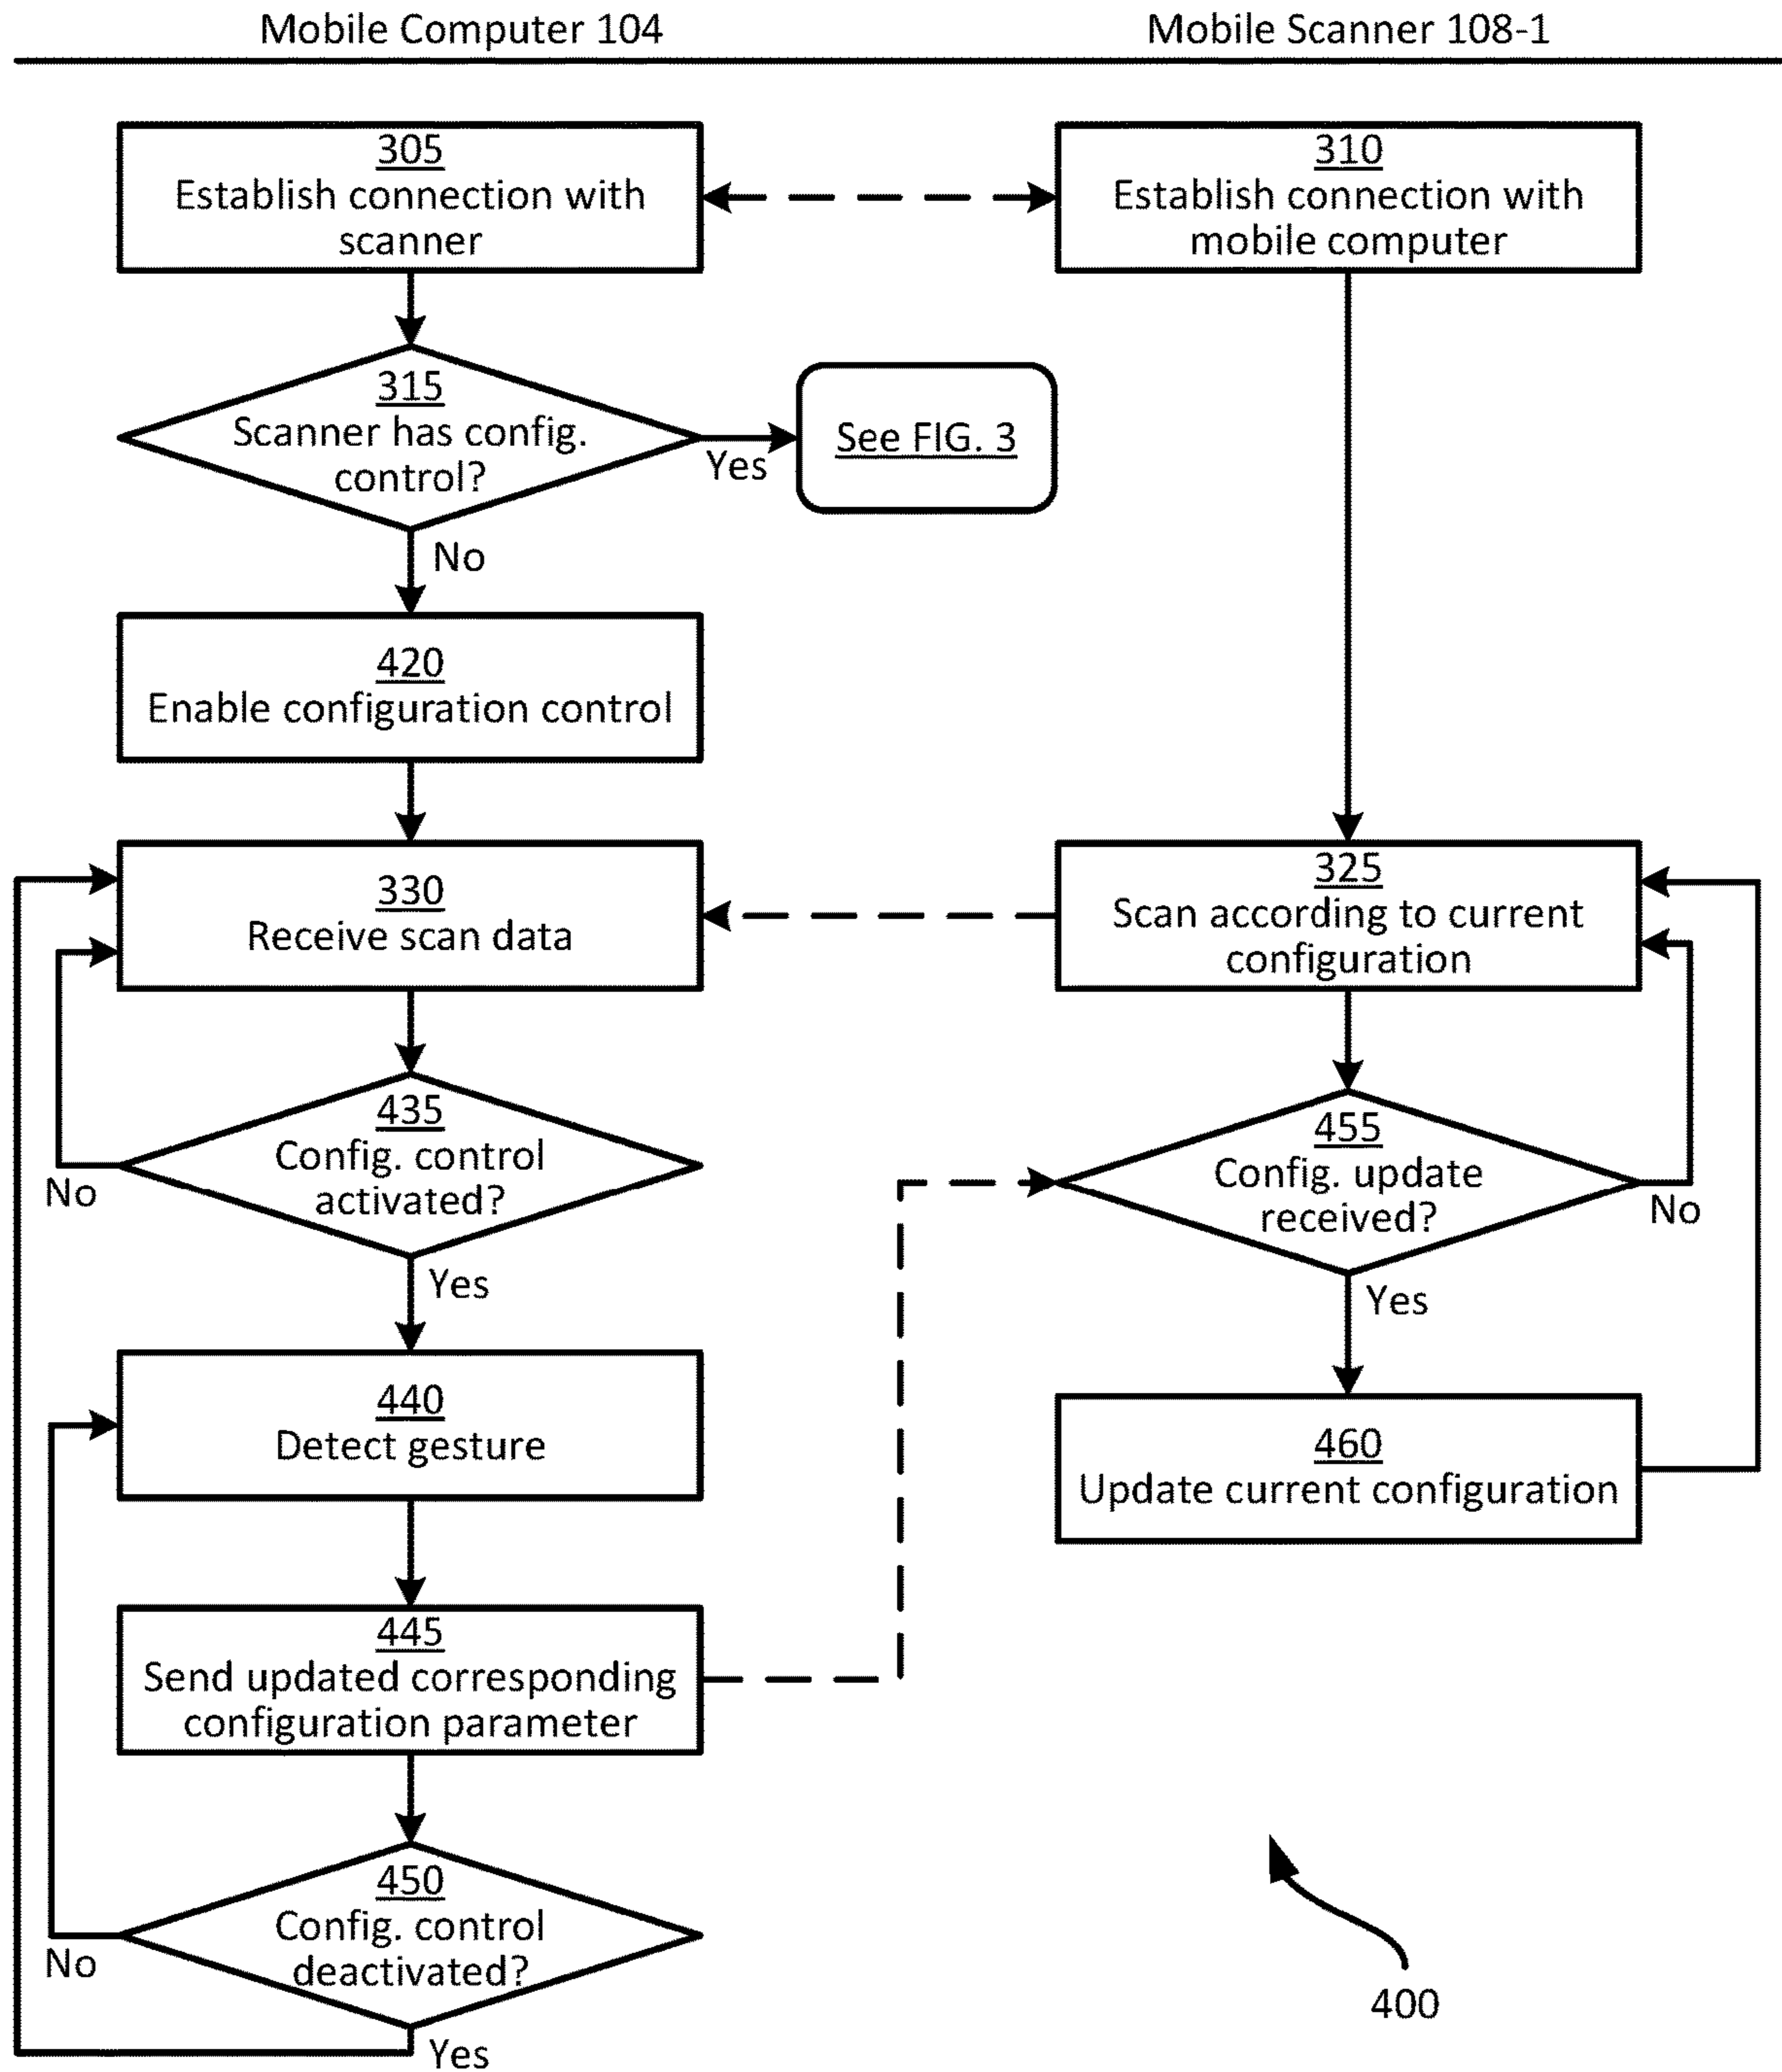 Mobile Computer 104
Mobile Scanner 108-1
305
Establish connection with
scanner
310
Establish connection with
mobile computer
315
Scanner has config.
control?
Yes
See FIG. 3
No
420
Enable configuration control
330
Receive scan data
325
Scan according to current
configuration
435
Config. control
activated?
No
Yes
455
Config. update
received?
No
Yes
440
Detect gesture
460
Update current configuration
445
Send updated corresponding
configuration parameter
450
Config. control
deactivated?
No
Yes
400